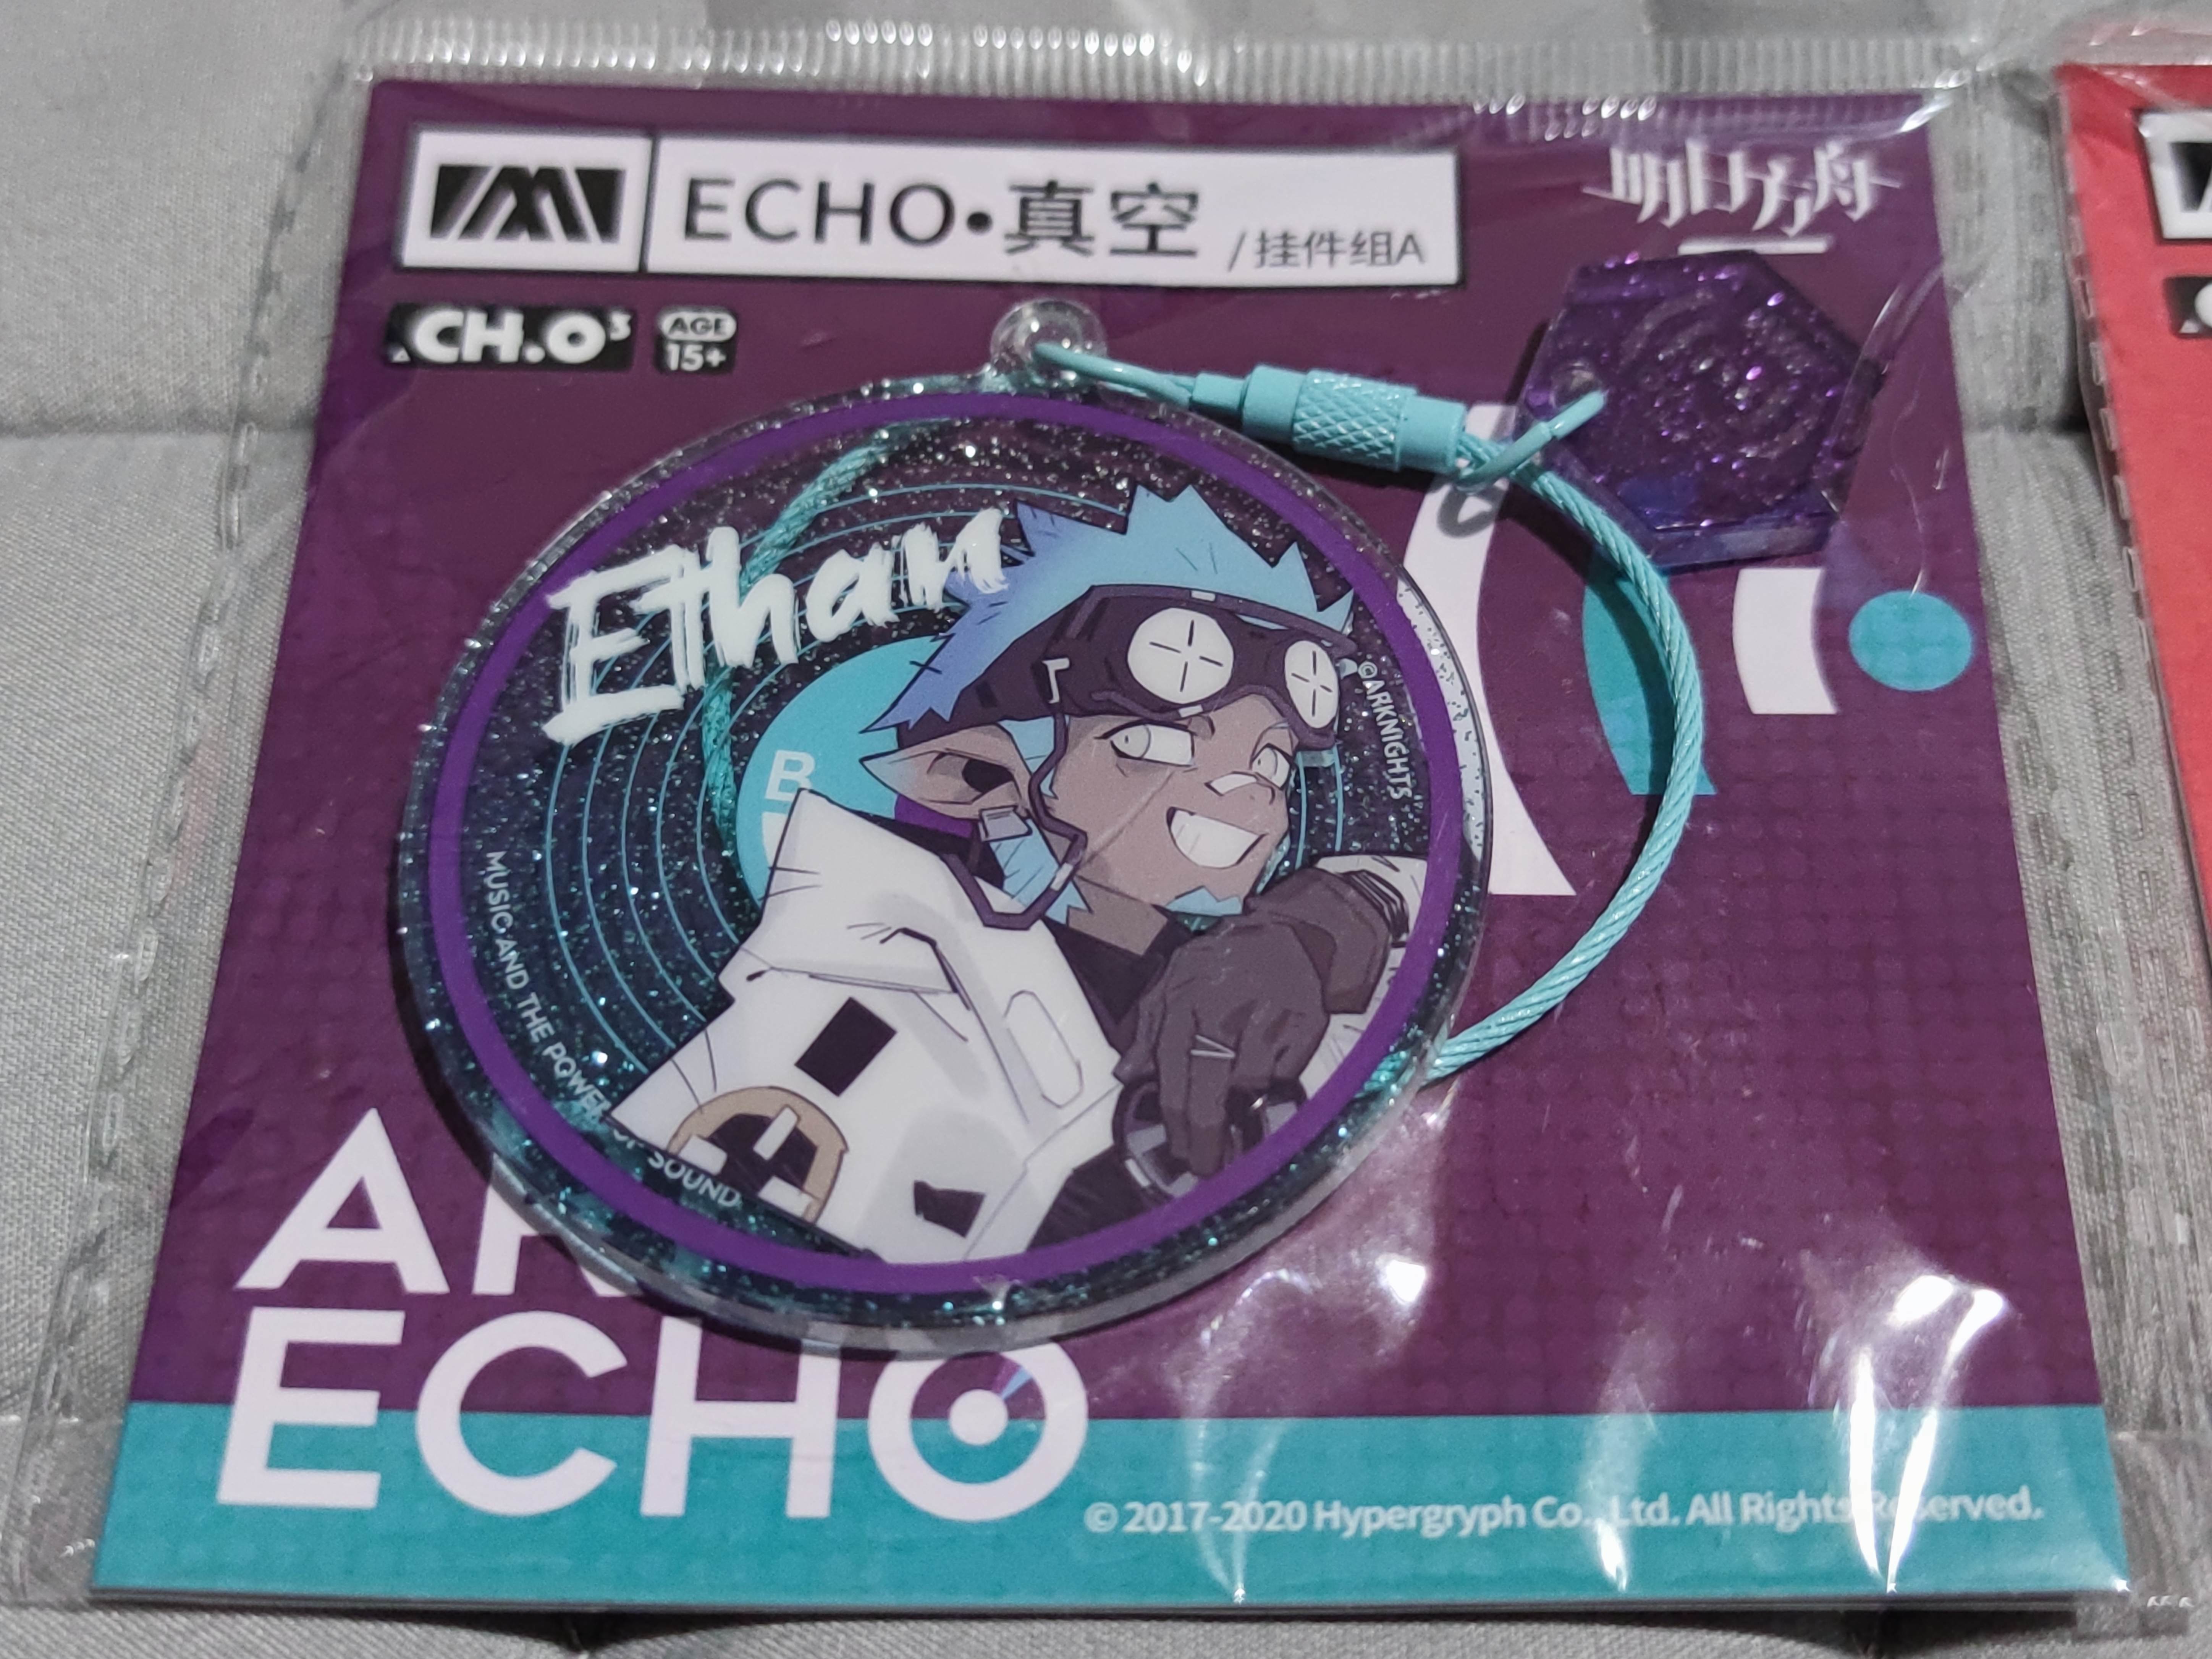 ECHO•真空 /挂件组A
明日方舟
CH.O³
AGE
15+
Ethan
©ARKNIGHTS
B
MUSIC AND THE POWER OF SOUND
ECHO
© 2017-2020 Hypergryph Co., Ltd. All Rights Reserved.